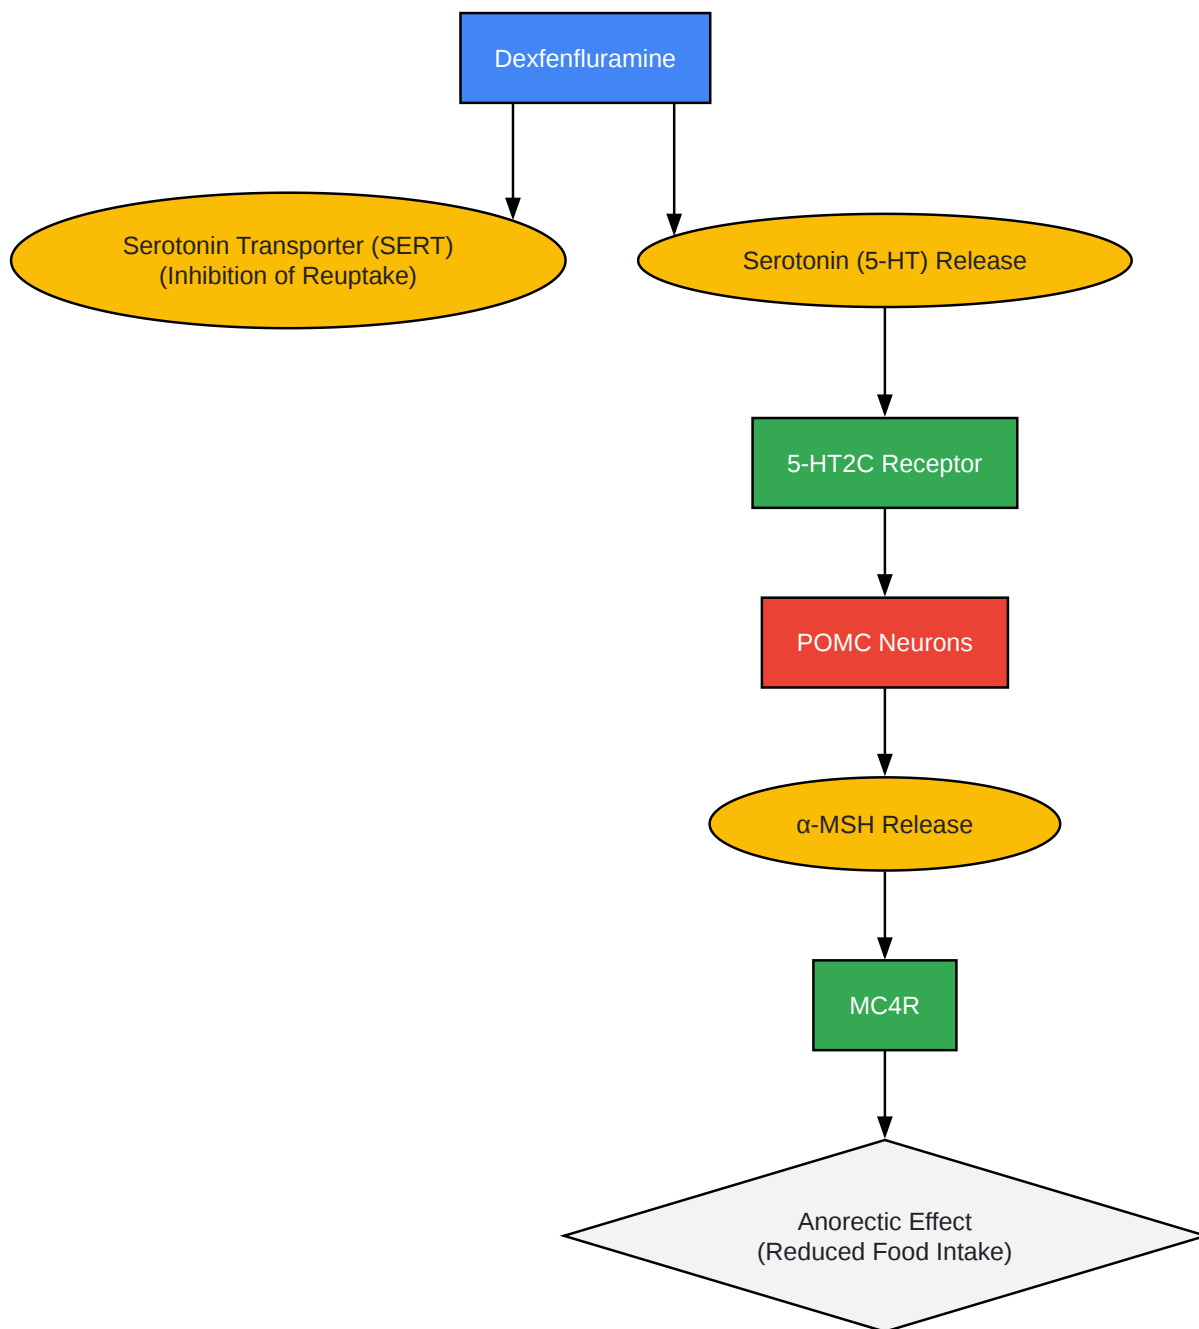 Dexfenfluramine
Serotonin Transporter (SERT)
(Inhibition of Reuptake)
Serotonin (5-HT) Release
5-HT2C Receptor
POMC Neurons
α-MSH Release
MC4R
Anorectic Effect
(Reduced Food Intake)